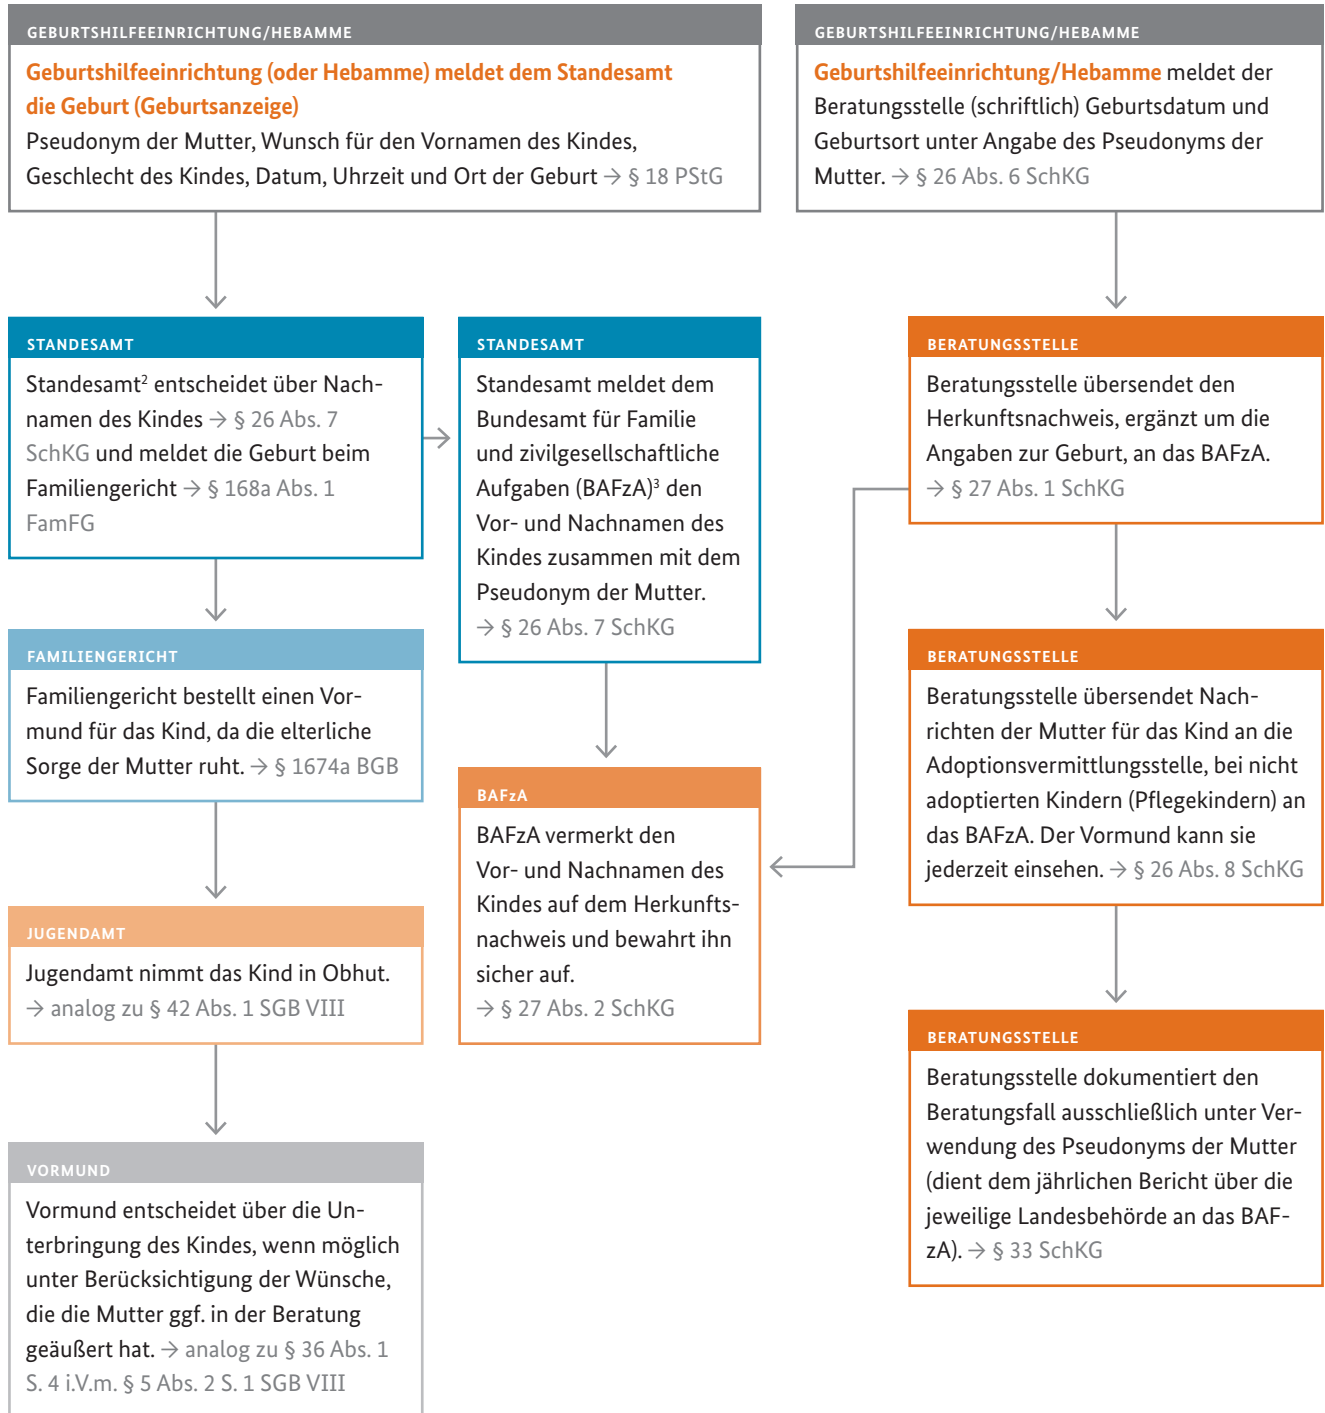 GEBURTSHILFEEINRICHTUNG/HEBAMME
Geburtshilfeeinrichtung (oder Hebamme) meldet dem Standesamt
die Geburt (Geburtsanzeige)
Pseudonym der Mutter, Wunsch für den Vornamen des Kindes,
Geschlecht des Kindes, Datum, Uhrzeit und Ort der Geburt → § 18 PStG
GEBURTSHILFEEINRICHTUNG/HEBAMME
Geburtshilfeeinrichtung/Hebamme meldet der
Beratungsstelle (schriftlich) Geburtsdatum und
Geburtsort unter Angabe des Pseudonyms der
Mutter. → § 26 Abs. 6 SchKG
STANDESAMT
Standesamt² entscheidet über Nach-
namen des Kindes → § 26 Abs. 7
SchKG und meldet die Geburt beim
Familiengericht → § 168a Abs. 1
FamFG
STANDESAMT
Standesamt meldet dem
Bundesamt für Familie
und zivilgesellschaftliche
Aufgaben (BAFzA)³ den
Vor- und Nachnamen des
Kindes zusammen mit dem
Pseudonym der Mutter.
→ § 26 Abs. 7 SchKG
BERATUNGSSTELLE
Beratungsstelle übersendet den
Herkunftsnachweis, ergänzt um die
Angaben zur Geburt, an das BAFzA.
→ § 27 Abs. 1 SchKG
FAMILIENGERICHT
Familiengericht bestellt einen Vor-
mund für das Kind, da die elterliche
Sorge der Mutter ruht. → § 1674a BGB
BERATUNGSSTELLE
Beratungsstelle übersendet Nach-
richten der Mutter für das Kind an die
Adoptionsvermittlungsstelle, bei nicht
adoptierten Kindern (Pflegekindern) an
das BAFzA. Der Vormund kann sie
jederzeit einsehen. → § 26 Abs. 8 SchKG
BAFzA
BAFzA vermerkt den
Vor- und Nachnamen des
Kindes auf dem Herkunfts-
nachweis und bewahrt ihn
sicher auf.
→ § 27 Abs. 2 SchKG
JUGENDAMT
Jugendamt nimmt das Kind in Obhut.
→ analog zu § 42 Abs. 1 SGB VIII
BERATUNGSSTELLE
Beratungsstelle dokumentiert den
Beratungsfall ausschließlich unter Ver-
wendung des Pseudonyms der Mutter
(dient dem jährlichen Bericht über die
jeweilige Landesbehörde an das BAF-
zA). → § 33 SchKG
VORMUND
Vormund entscheidet über die Un-
terbringung des Kindes, wenn möglich
unter Berücksichtigung der Wünsche,
die die Mutter ggf. in der Beratung
geäußert hat. → analog zu § 36 Abs. 1
S. 4 i.V.m. § 5 Abs. 2 S. 1 SGB VIII